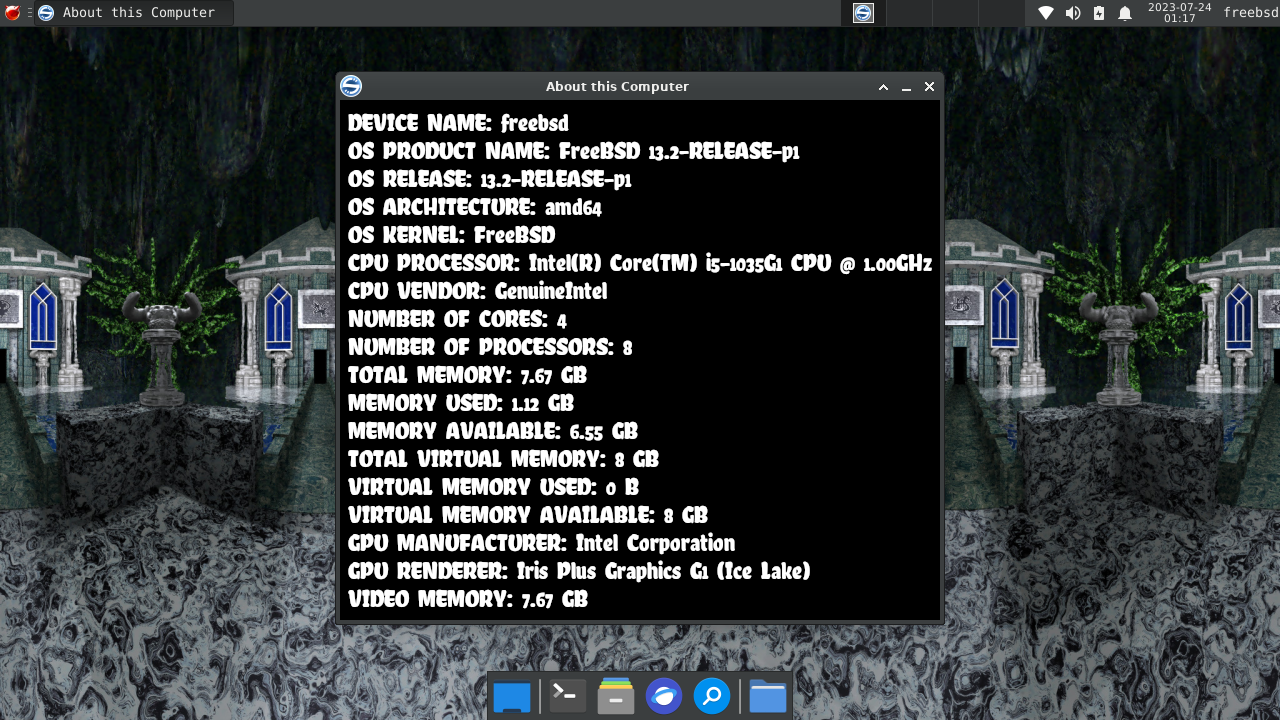 About this Computer
2023-07-24
01:17
freebsd
About this Computer
DEVICE NAME: freebsd
OS PRODUCT NAME: FreeBSD 13.2-RELEASE-p1
OS RELEASE: 13.2-RELEASE-p1
OS ARCHITECTURE: amd64
OS KERNEL: FreeBSD
CPU PROCESSOR: Intel(R) Core(TM) i5-1035G1 CPU @ 1.00GHz
CPU VENDOR: GenuineIntel
NUMBER OF CORES: 4
NUMBER OF PROCESSORS: 8
TOTAL MEMORY: 7.67 GB
MEMORY USED: 1.12 GB
MEMORY AVAILABLE: 6.55 GB
TOTAL VIRTUAL MEMORY: 8 GB
VIRTUAL MEMORY USED: 0 B
VIRTUAL MEMORY AVAILABLE: 8 GB
GPU MANUFACTURER: Intel Corporation
GPU RENDERER: Iris Plus Graphics G1 (Ice Lake)
VIDEO MEMORY: 7.67 GB